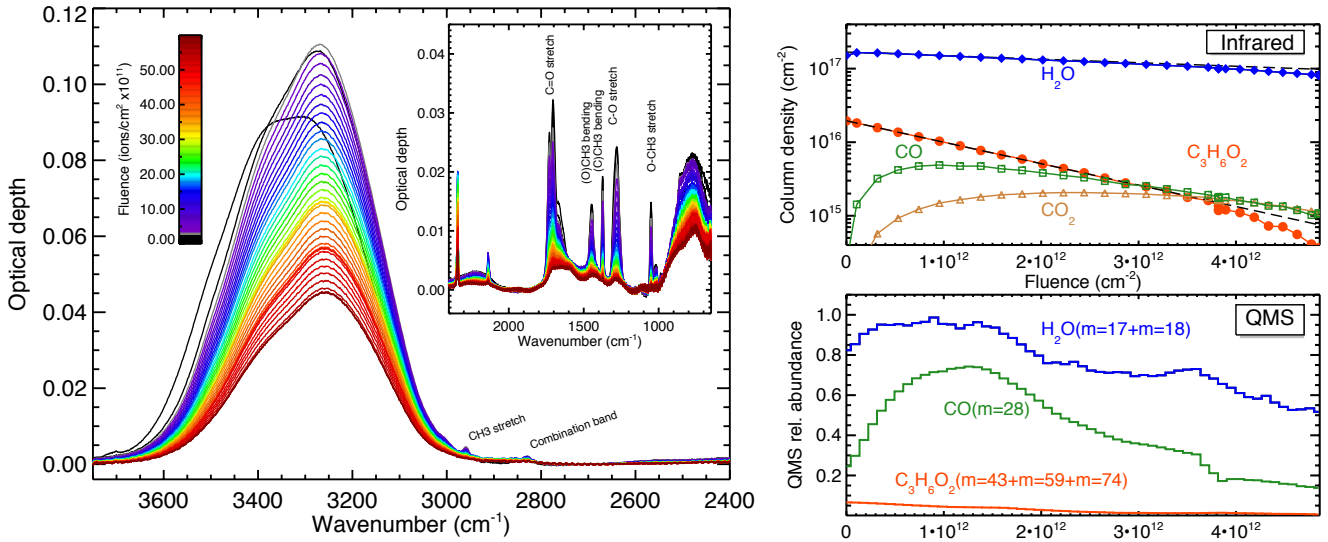 0.12
0.10
0.08
0.06
0.04
0.02
0.00
Optical depth
3600
3400
3200
3000
2800
2600
2400
Wavenumber (cm⁻¹)
Fluence (ions/cm² x10¹¹)
50.00
40.00
30.00
20.00
10.00
0.00
CH3 stretch
Combination band
0.04
0.03
0.02
0.01
0.00
Optical depth
C=O stretch
(O)CH3 bending
(C)CH3 bending
C-O stretch
O-CH3 stretch
2000
1500
1000
Wavenumber (cm⁻¹)
Infrared
Column density (cm⁻²)
10¹⁷
10¹⁶
10¹⁵
H₂O
CO
C₃H₆O₂
CO₂
0
1•10¹²
2•10¹²
3•10¹²
4•10¹²
Fluence (cm⁻²)
QMS
QMS rel. abundance
1.0
0.8
0.6
0.4
0.2
H₂O(m=17+m=18)
CO(m=28)
C₃H₆O₂(m=43+m=59+m=74)
0
1•10¹²
2•10¹²
3•10¹²
4•10¹²